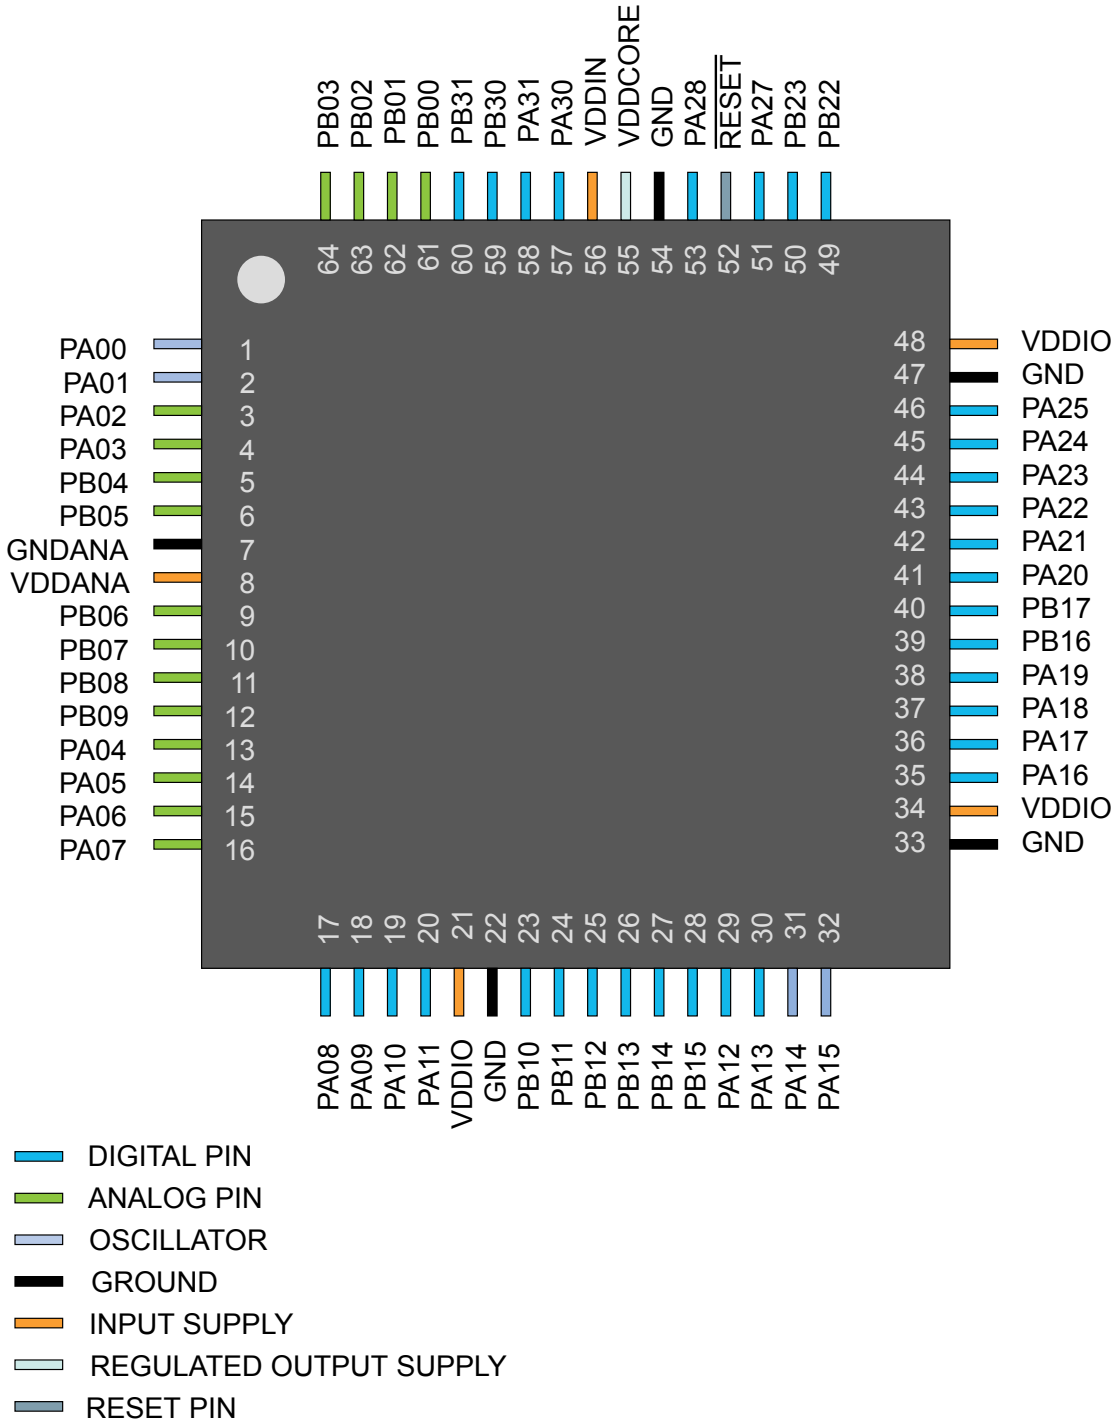 PB03
PB02
PB01
PB00
PB31
PB30
PA31
PA30
VDDIN
VDDCORE
GND
PA28
RESET
PA27
PB23
PB22
64
63
62
61
60
59
58
57
56
55
54
53
52
51
50
49
PA00 1
PA01 2
PA02 3
PA03 4
PB04 5
PB05 6
GNDANA 7
VDDANA 8
PB06 9
PB07 10
PB08 11
PB09 12
PA04 13
PA05 14
PA06 15
PA07 16
48 VDDIO
47 GND
46 PA25
45 PA24
44 PA23
43 PA22
42 PA21
41 PA20
40 PB17
39 PB16
38 PA19
37 PA18
36 PA17
35 PA16
34 VDDIO
33 GND
17
18
19
20
21
22
23
24
25
26
27
28
29
30
31
32
PA08
PA09
PA10
PA11
VDDIO
GND
PB10
PB11
PB12
PB13
PB14
PB15
PA12
PA13
PA14
PA15
DIGITAL PIN
ANALOG PIN
OSCILLATOR
GROUND
INPUT SUPPLY
REGULATED OUTPUT SUPPLY
RESET PIN